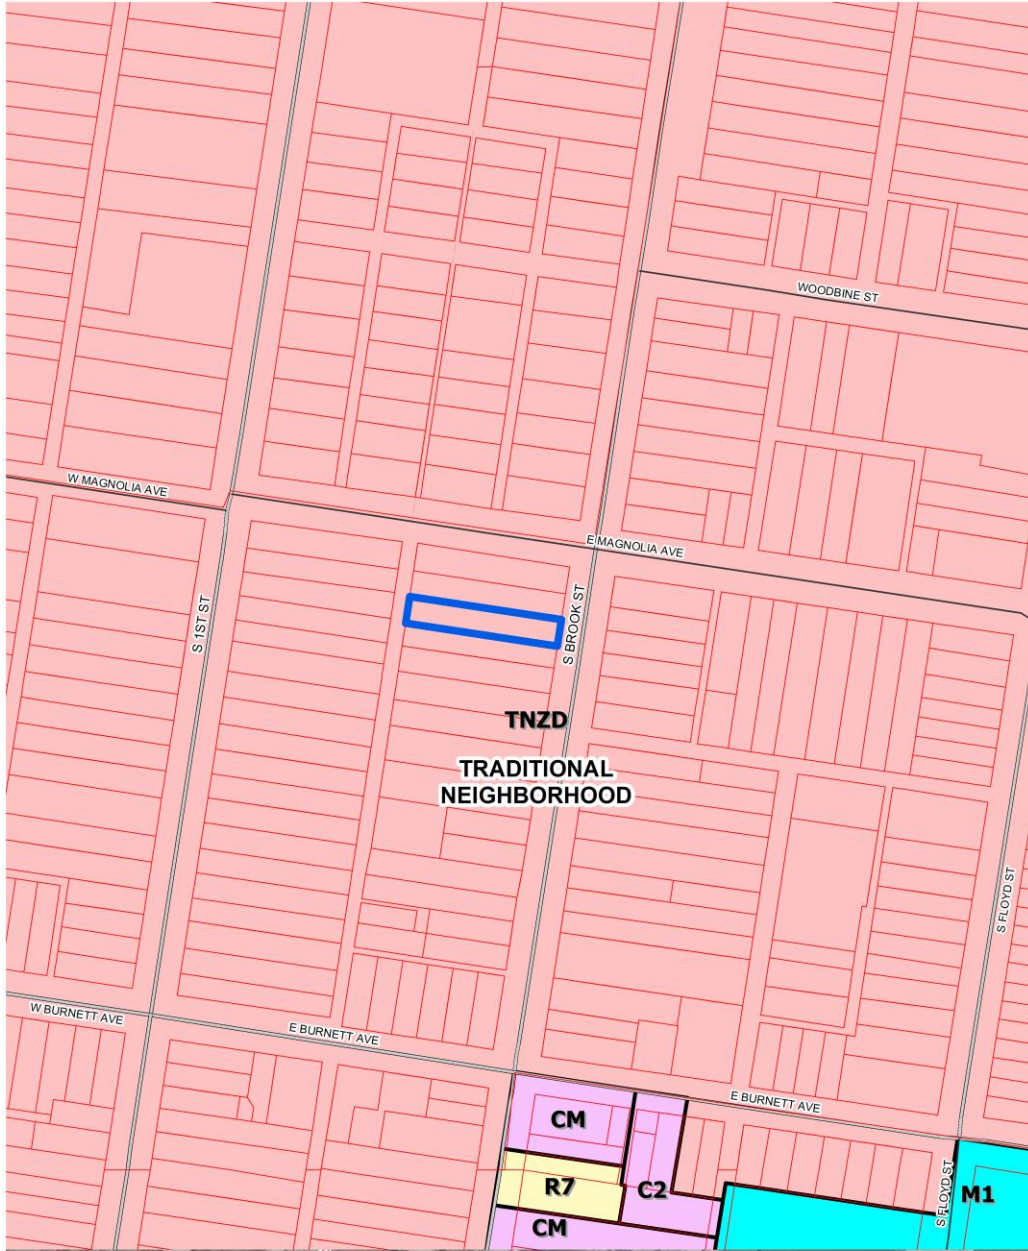 WOODBINE ST
W MAGNOLIA AVE
E MAGNOLIA AVE
S 1ST ST
S BROOK ST
TNZD
TRADITIONAL
NEIGHBORHOOD
S FLOYD ST
W BURNETT AVE
E BURNETT AVE
E BURNETT AVE
CM
R7
C2
S FLOYD ST
M1
CM